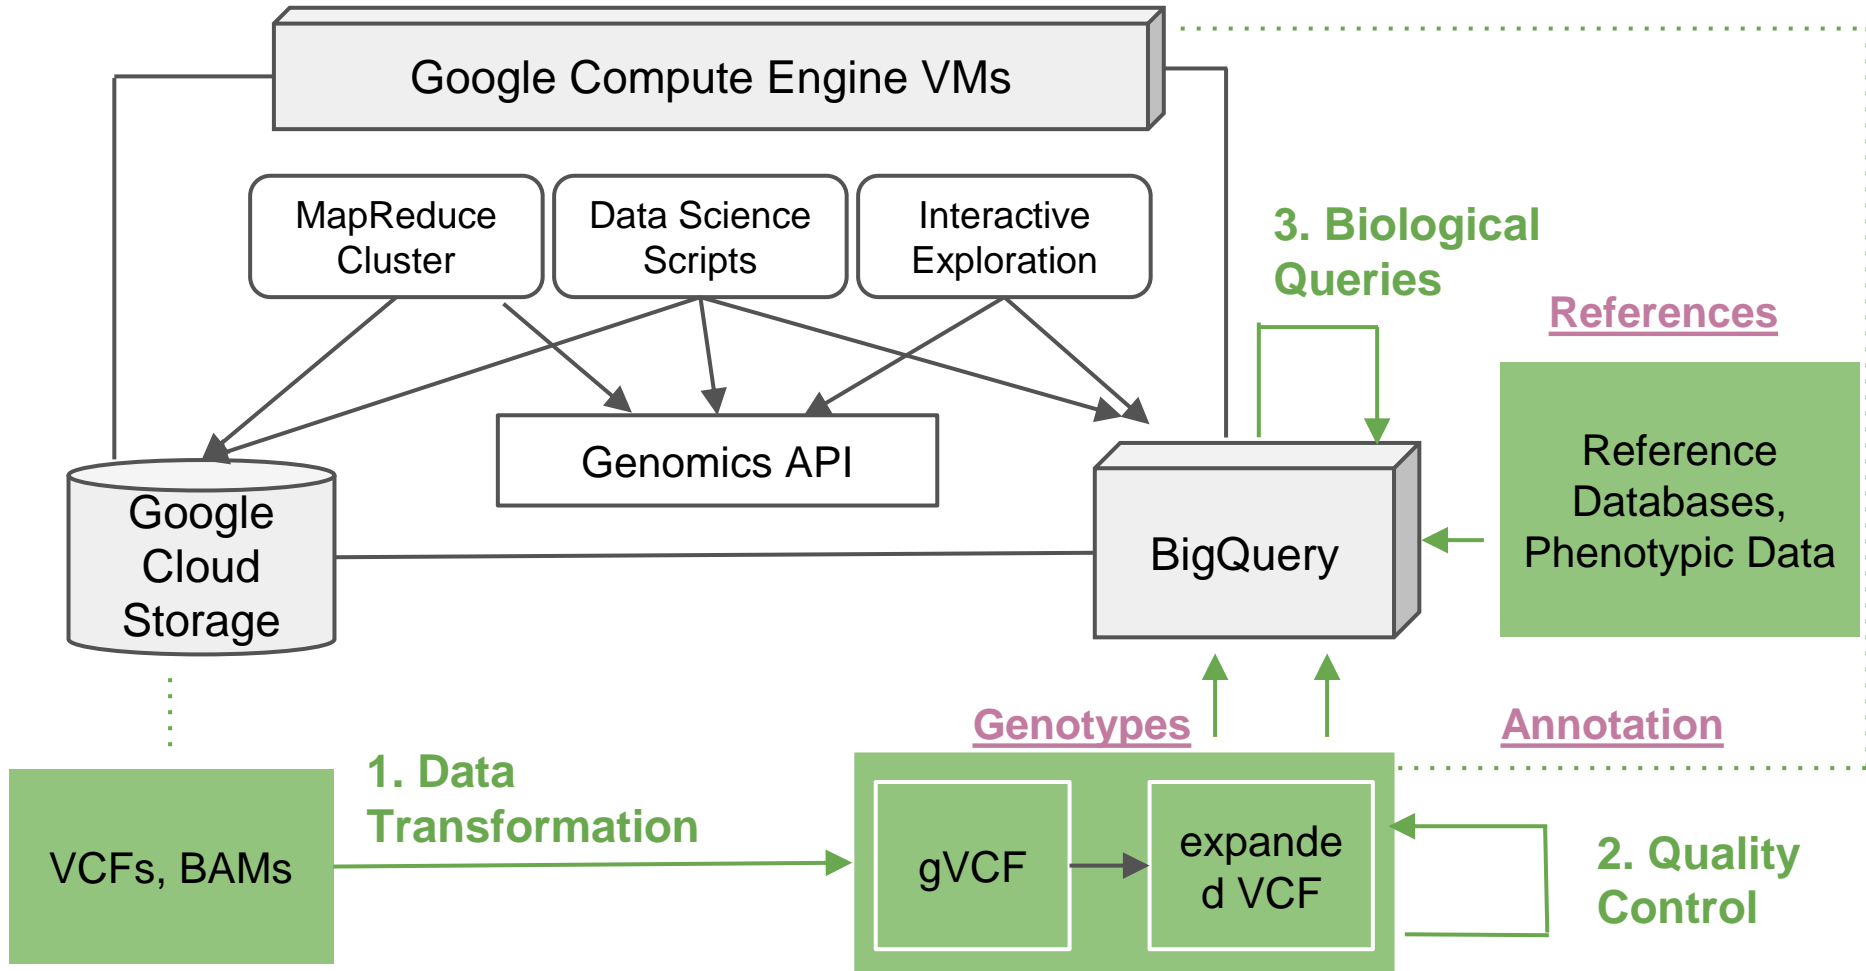 Google Compute Engine VMs
MapReduce
Cluster
Data Science
Scripts
Interactive
Exploration
3. Biological
Queries
References
Genomics API
Google
Cloud
Storage
BigQuery
Reference
Databases,
Phenotypic Data
Genotypes
Annotation
1. Data
Transformation
VCFs, BAMs
gVCF
expande
d VCF
2. Quality
Control